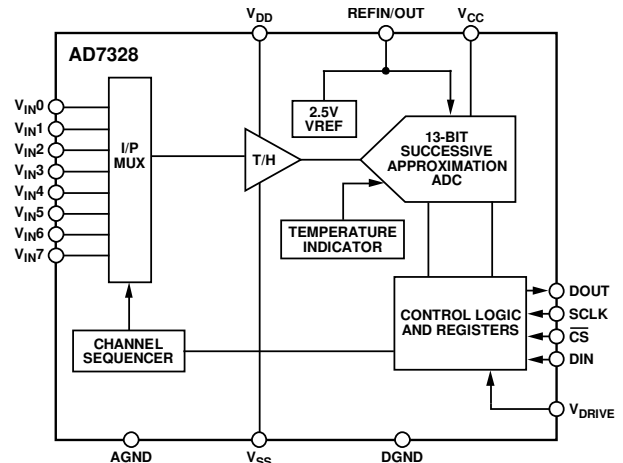 VDD
REFIN/OUT
VCC
AD7328
VIN0
VIN1
VIN2
VIN3
VIN4
VIN5
VIN6
VIN7
I/P
MUX
T/H
2.5V
VREF
13-BIT
SUCCESSIVE
APPROXIMATION
ADC
TEMPERATURE
INDICATOR
CONTROL LOGIC
AND REGISTERS
CHANNEL
SEQUENCER
DOUT
SCLK
C̅S̅
DIN
VDRIVE
AGND
VSS
DGND